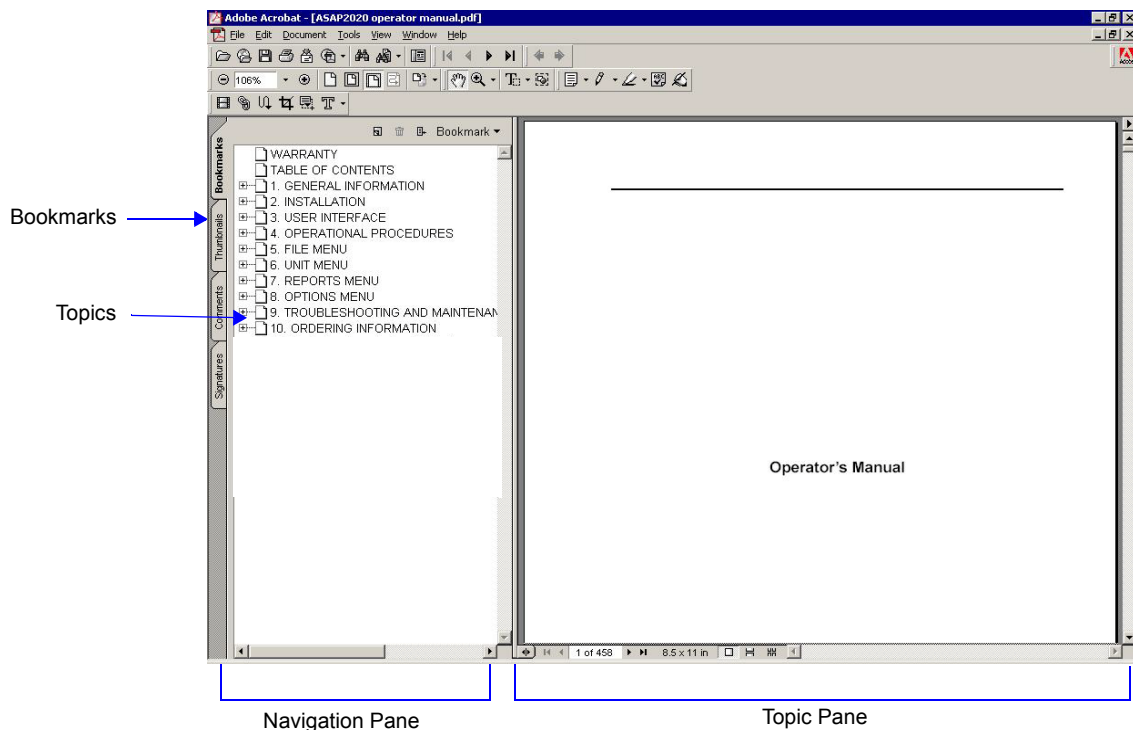 Adobe Acrobat - [ASAP2020 operator manual.pdf]
File Edit Document Tools View Window Help
106%
Bookmark
Bookmarks
Thumbnails
Comments
Signatures
WARRANTY
TABLE OF CONTENTS
1. GENERAL INFORMATION
2. INSTALLATION
3. USER INTERFACE
4. OPERATIONAL PROCEDURES
5. FILE MENU
6. UNIT MENU
7. REPORTS MENU
8. OPTIONS MENU
9. TROUBLESHOOTING AND MAINTENAN
10. ORDERING INFORMATION
Bookmarks
Topics
Operator's Manual
1 of 458
8.5 x 11 in
Navigation Pane
Topic Pane